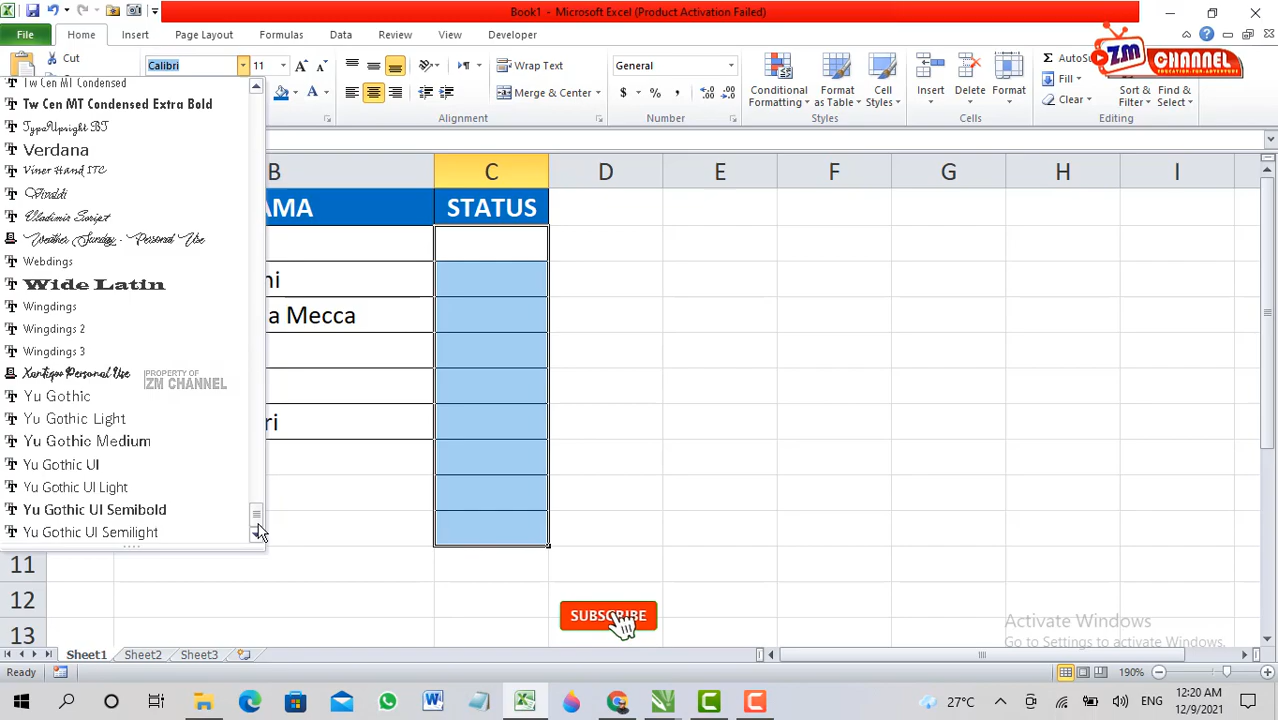 Book1 - Microsoft Excel (Product Activation Failed)
File Home Insert Page Layout Formulas Data Review View Developer
ZM CHANNEL
Cut Calibri 11 Wrap Text General Conditional Formatting Format as Table Cell Styles Insert Delete Format AutoSu Fill Sort & Filter Find & Select
Merge & Center $ % , Clear
Alignment Number Styles Cells Editing
Tw Cen MT Condensed
Tw Cen MT Condensed Extra Bold
TypoUpright BT
Verdana
Viner Hand ITC
Vivaldi
Vladimir Script
Weather Sunday - Personal Use
Webdings
Wide Latin
Wingdings
Wingdings 2
Wingdings 3
Xantipo Personal Use
PROPERTY OF
ZM CHANNEL
Yu Gothic
Yu Gothic Light
Yu Gothic Medium
Yu Gothic UI
Yu Gothic UI Light
Yu Gothic UI Semibold
Yu Gothic UI Semilight
B C D E F G H I
AMA STATUS
ni
a Mecca
ri
11
12
13
SUBSCRIBE
Activate Windows
Go to Settings to activate Windows.
Sheet1 Sheet2 Sheet3
Ready 190%
27°C ENG 12:20 AM
12/9/2021